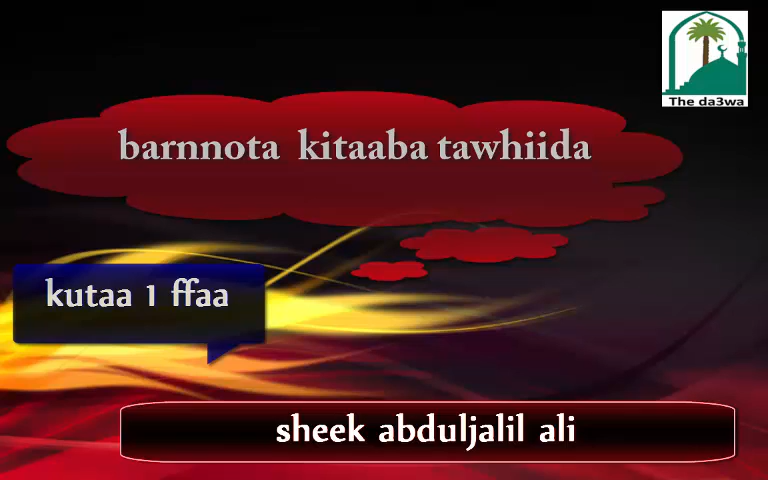 The da3wa
barnnota kitaaba tawhiida
kutaa 1 ffaa
sheek abduljalil ali